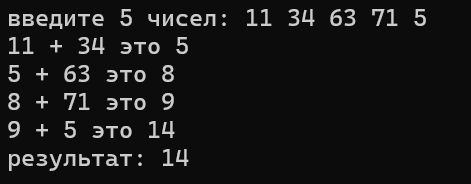 введите 5 чисел: 11 34 63 71 5
11 + 34 это 5
5 + 63 это 8
8 + 71 это 9
9 + 5 это 14
результат: 14